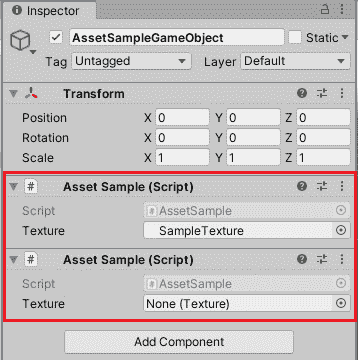 Inspector
AssetSampleGameObject Static
Tag Untagged Layer Default
Transform
Position X 0 Y 0 Z 0
Rotation X 0 Y 0 Z 0
Scale X 1 Y 1 Z 1
# Asset Sample (Script)
Script # AssetSample
Texture SampleTexture
# Asset Sample (Script)
Script # AssetSample
Texture None (Texture)
Add Component